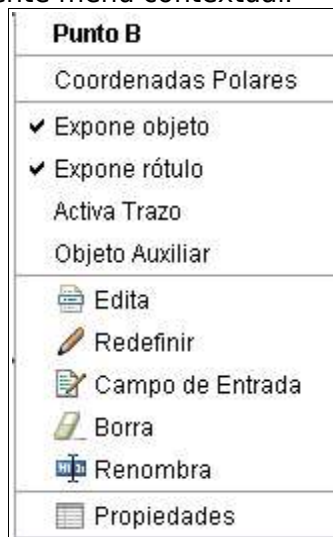 menú contextual:
Punto B
Coordenadas Polares
Expone objeto
Expone rótulo
Activa Trazo
Objeto Auxiliar
Edita
Redefinir
Campo de Entrada
Borra
Renombra
Propiedades